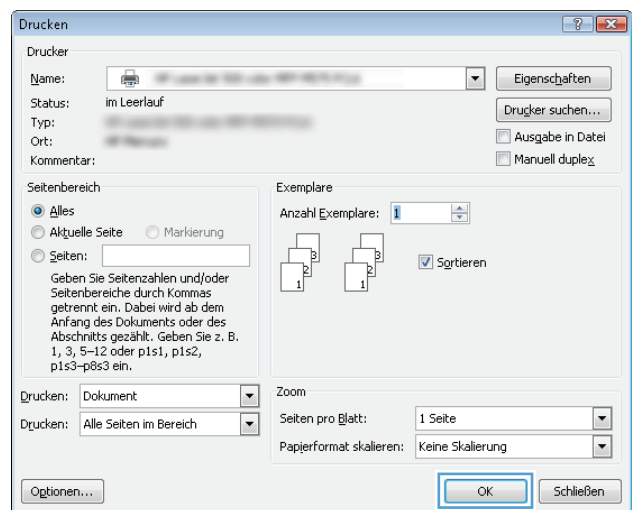 Drucken
Drucker
Name:
Eigenschaften
Status: im Leerlauf
Drucker suchen...
Typ:
Ort:
Ausgabe in Datei
Kommentar:
Manuell duplex
Seitenbereich
Alles
Aktuelle Seite Markierung
Seiten:
Geben Sie Seitenzahlen und/oder
Seitenbereiche durch Kommas
getrennt ein. Dabei wird ab dem
Anfang des Dokuments oder des
Abschnitts gezählt. Geben Sie z. B.
1, 3, 5–12 oder p1s1, p1s2,
p1s3–p8s3 ein.
Exemplare
Anzahl Exemplare: 1
3 3
2 2
1 1
Sortieren
Drucken: Dokument
Drucken: Alle Seiten im Bereich
Zoom
Seiten pro Blatt: 1 Seite
Papierformat skalieren: Keine Skalierung
Optionen... OK Schließen